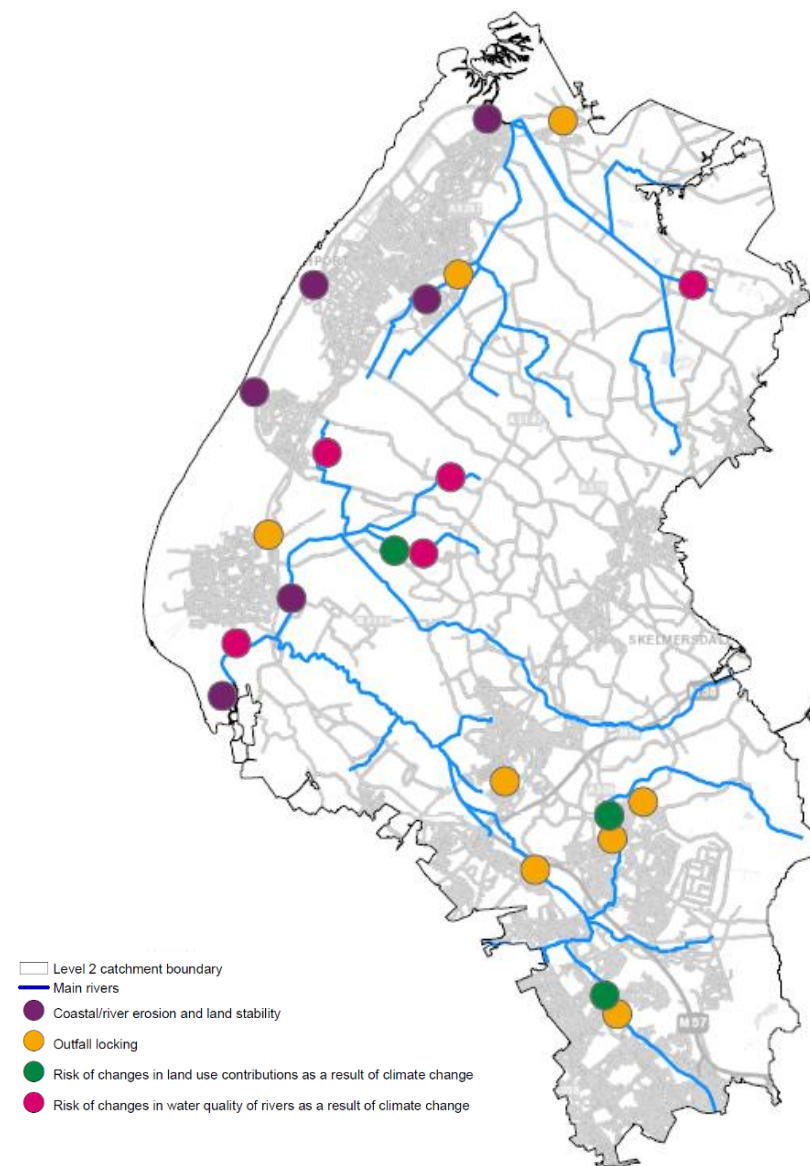 PORT
SKELMERSDAL
M57
Level 2 catchment boundary
Main rivers
Coastal/river erosion and land stability
Outfall locking
Risk of changes in land use contributions as a result of climate change
Risk of changes in water quality of rivers as a result of climate change